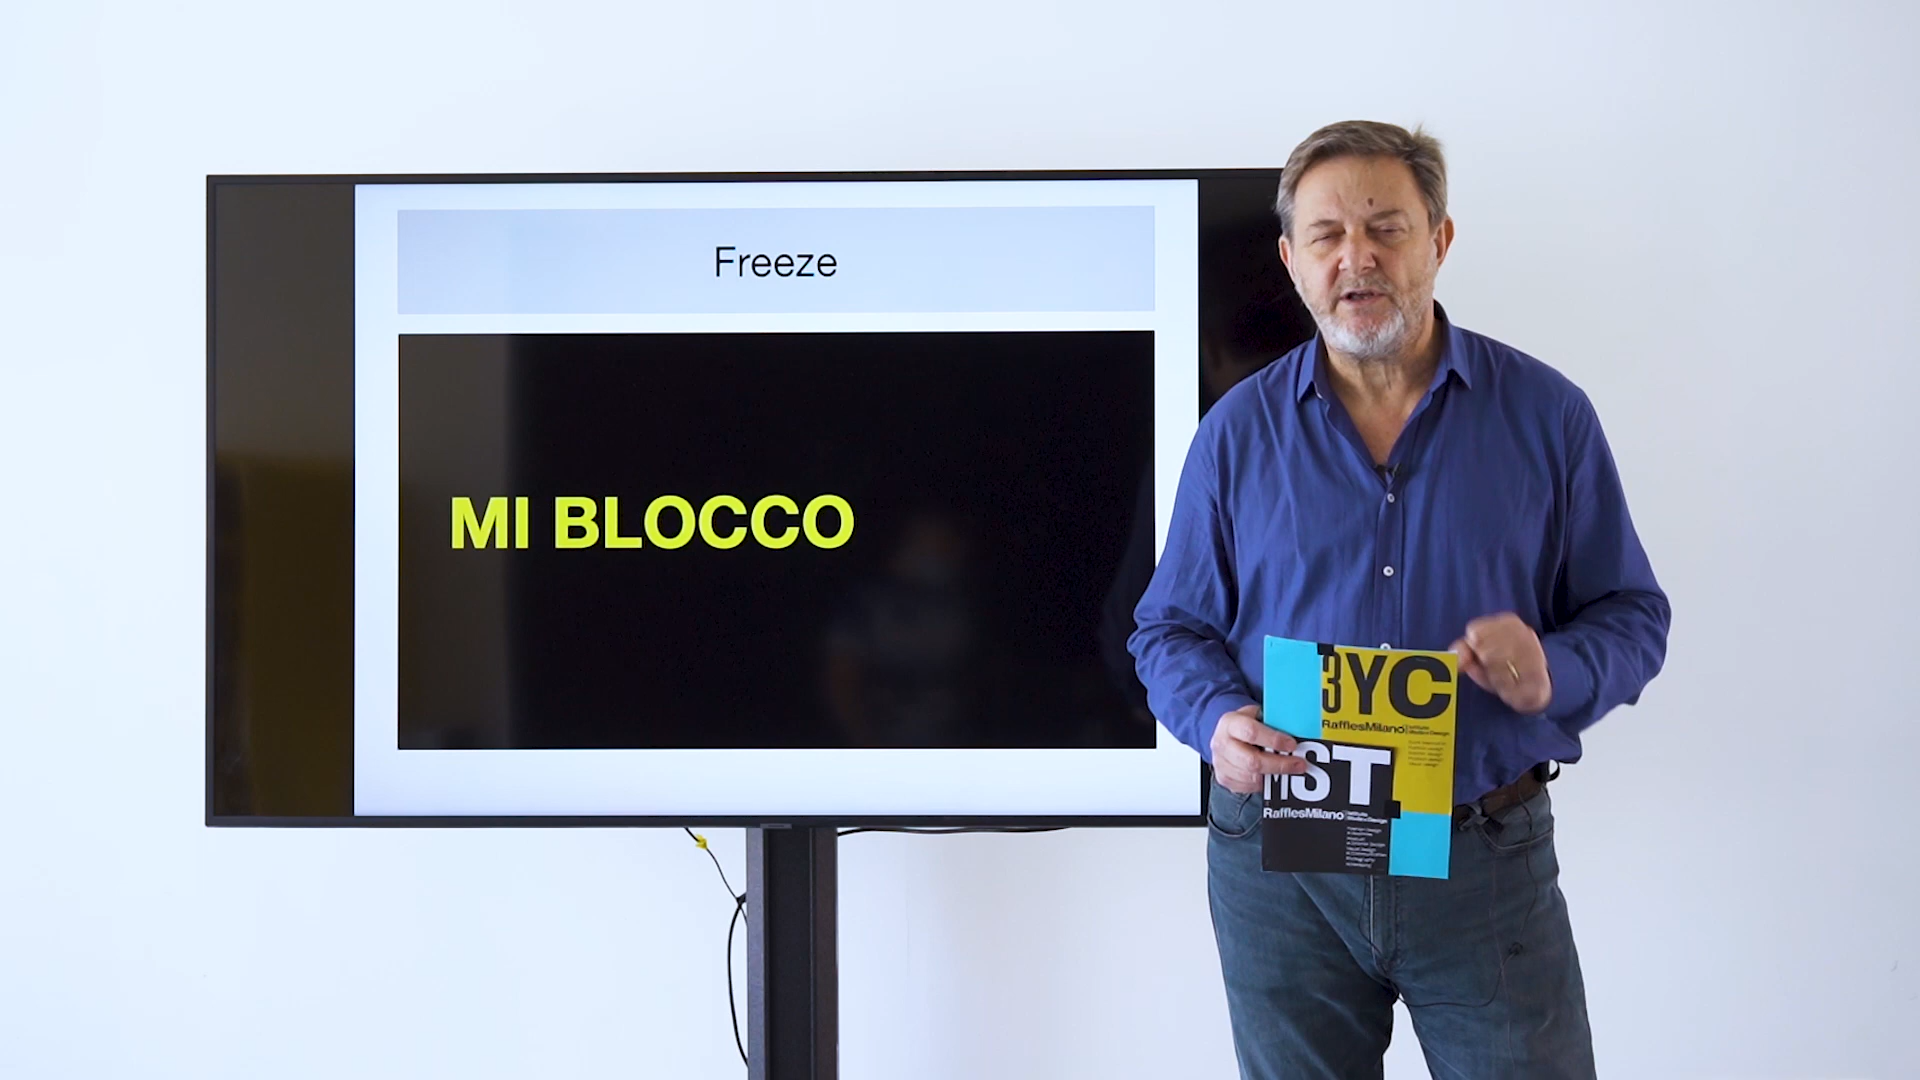 Freeze
MI BLOCCO
3YC
RafflesMilano
MST
RafflesMilano